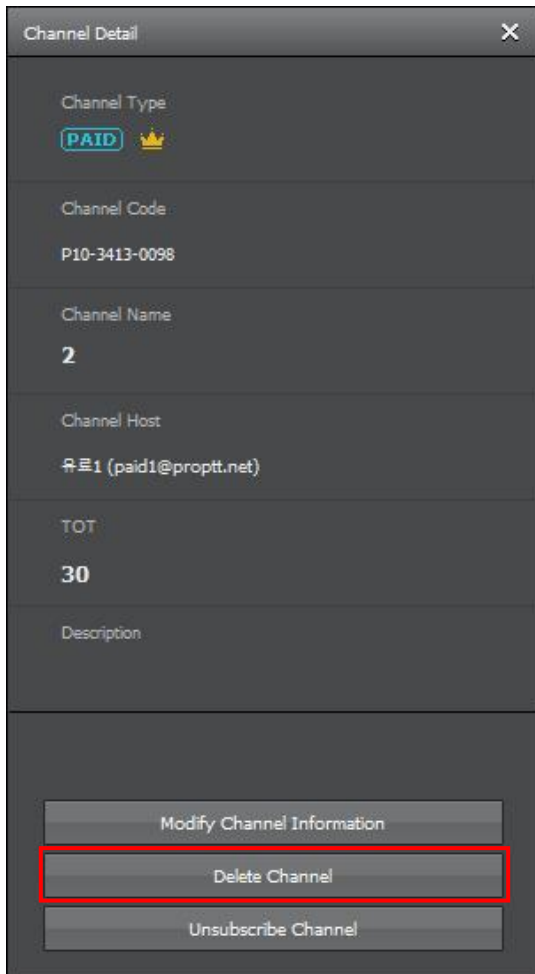 Channel Detail
Channel Type
PAID
Channel Code
P10-3413-0098
Channel Name
2
Channel Host
유료1 (paid1@proptt.net)
TOT
30
Description
Modify Channel Information
Delete Channel
Unsubscribe Channel